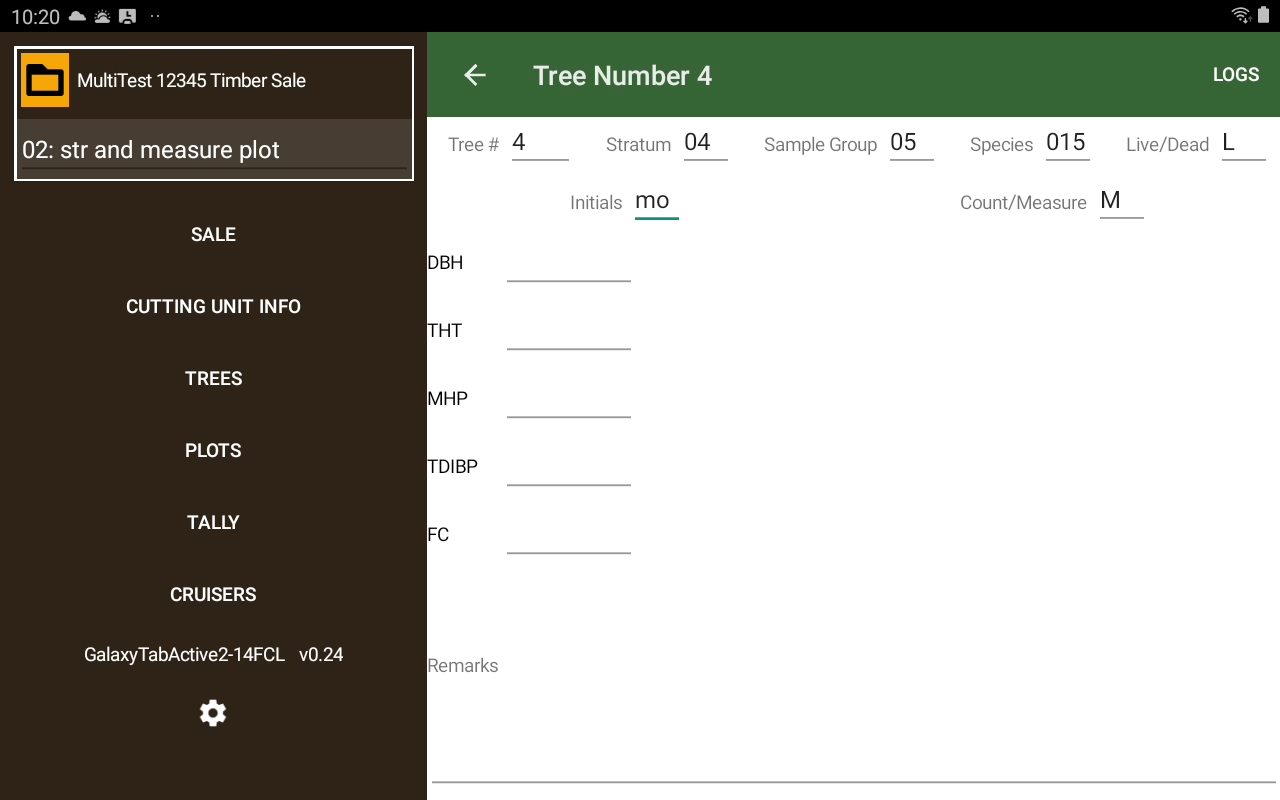 10:20
MultiTest 12345 Timber Sale
02: str and measure plot
SALE
CUTTING UNIT INFO
TREES
PLOTS
TALLY
CRUISERS
GalaxyTabActive2-14FCL v0.24
Tree Number 4
LOGS
Tree # 4 Stratum 04 Sample Group 05 Species 015 Live/Dead L
Initials mo Count/Measure M
DBH
THT
MHP
TDIBP
FC
Remarks